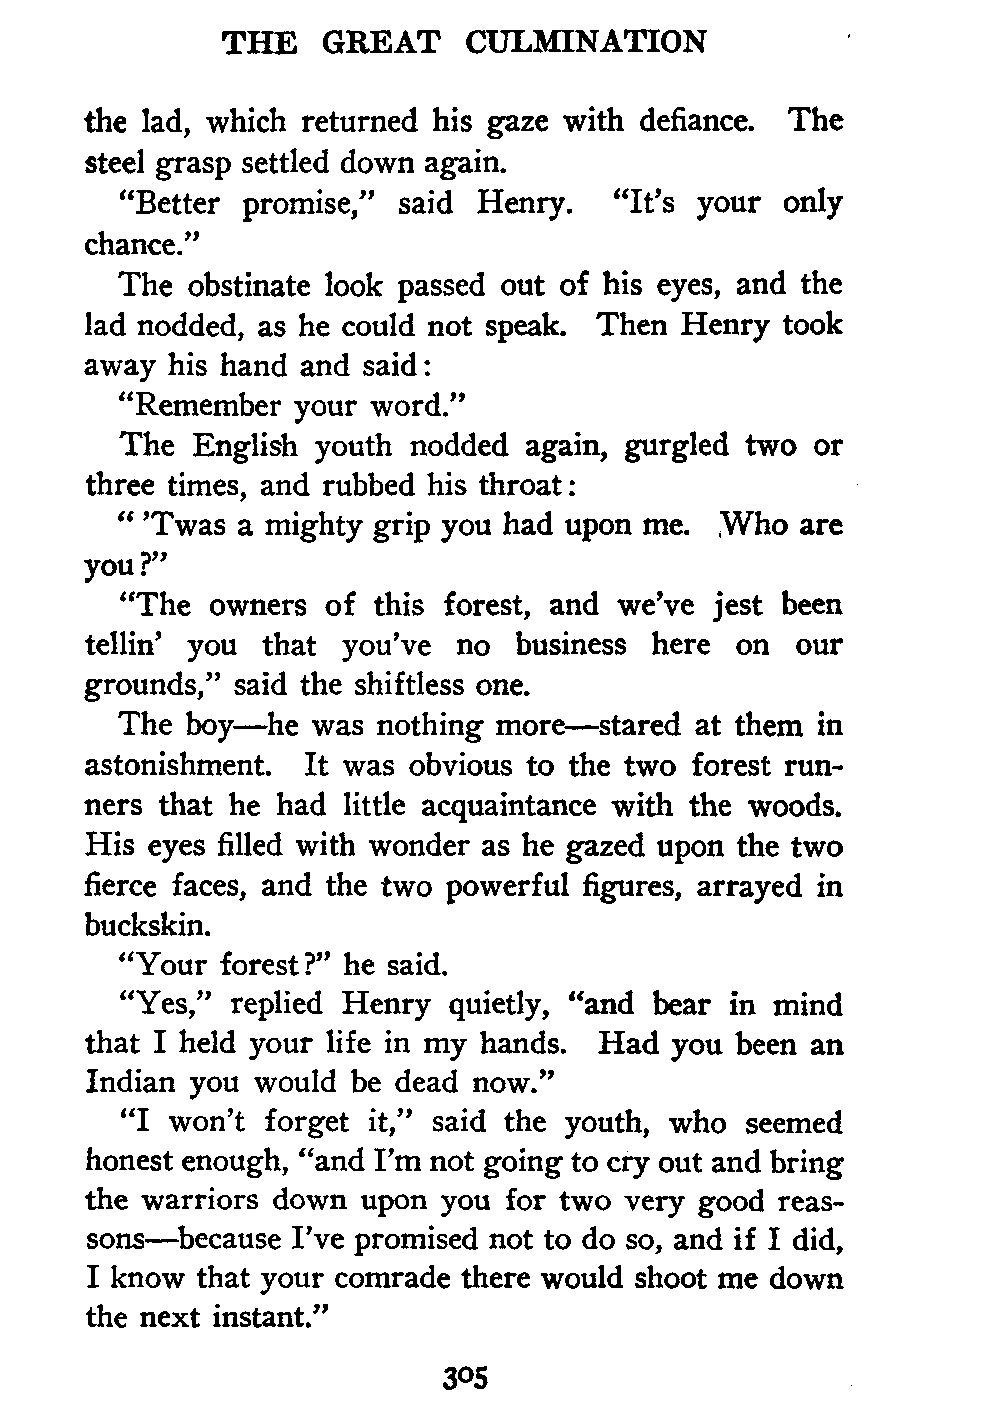 THE GREAT CULMINATION
the lad, which returned his gaze with defiance. The
steel grasp settled down again.
"Better promise," said Henry. "It's your only
chance."
The obstinate look passed out of his eyes, and the
lad nodded, as he could not speak. Then Henry took
away his hand and said:
"Remember your word."
The English youth nodded again, gurgled two or
three times, and rubbed his throat:
" 'Twas a mighty grip you had upon me. Who are
you?"
"The owners of this forest, and we've jest been
tellin' you that you've no business here on our
grounds," said the shiftless one.
The boy—he was nothing more—stared at them in
astonishment. It was obvious to the two forest run-
ners that he had little acquaintance with the woods.
His eyes filled with wonder as he gazed upon the two
fierce faces, and the two powerful figures, arrayed in
buckskin.
"Your forest?" he said.
"Yes," replied Henry quietly, "and bear in mind
that I held your life in my hands. Had you been an
Indian you would be dead now."
"I won't forget it," said the youth, who seemed
honest enough, "and I'm not going to cry out and bring
the warriors down upon you for two very good reas-
sons—because I've promised not to do so, and if I did,
I know that your comrade there would shoot me down
the next instant."
305